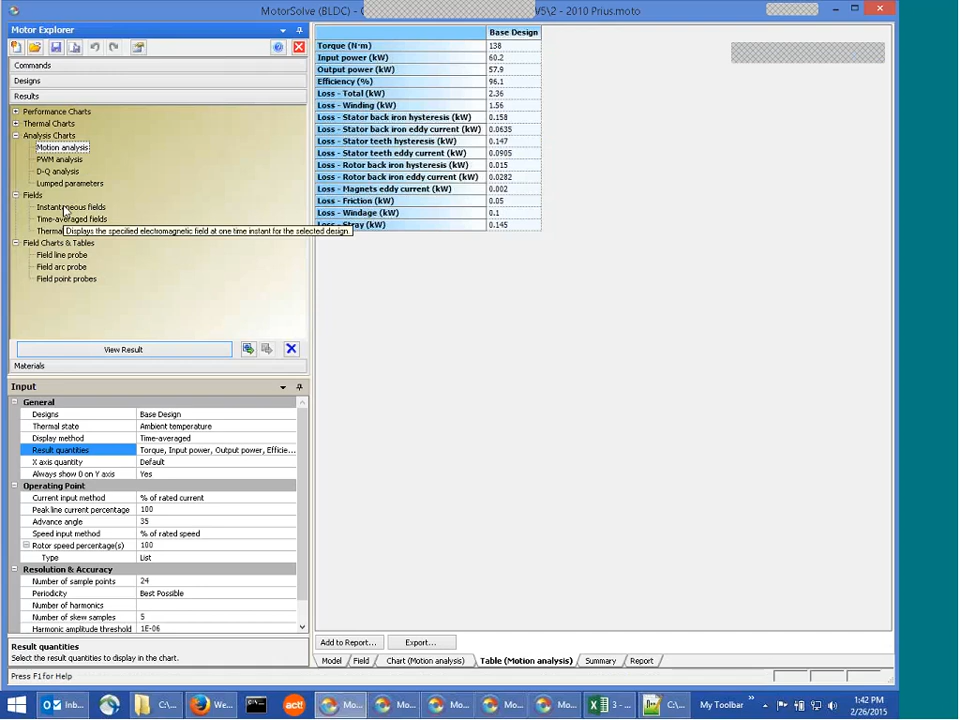 MotorSolve (BLDC) - C
V5\2 - 2010 Prius.moto
Motor Explorer
Commands
Designs
Results
Performance Charts
Thermal Charts
Analysis Charts
Motion analysis
PWM analysis
D-Q analysis
Lumped parameters
Fields
Instantaneous fields
Time-averaged fields
Therma
Displays the specified electromagnetic field at one time instant for the selected design.
Field Charts & Tables
Field line probe
Field arc probe
Field point probes
View Result
Materials
Input
General
Designs Base Design
Thermal state Ambient temperature
Display method Time-averaged
Result quantities Torque, Input power, Output power, Efficie...
X axis quantity Default
Always show 0 on Y axis Yes
Operating Point
Current input method % of rated current
Peak line current percentage 100
Advance angle 35
Speed input method % of rated speed
Rotor speed percentage(s) 100
Type List
Resolution & Accuracy
Number of sample points 24
Periodicity Best Possible
Number of harmonics
Number of skew samples 5
Harmonic amplitude threshold 1E-06
Result quantities
Select the result quantities to display in the chart.
Press F1 for Help
Base Design
Torque (N·m) 138
Input power (kW) 60.2
Output power (kW) 57.9
Efficiency (%) 96.1
Loss - Total (kW) 2.36
Loss - Winding (kW) 1.56
Loss - Stator back iron hysteresis (kW) 0.158
Loss - Stator back iron eddy current (kW) 0.0635
Loss - Stator teeth hysteresis (kW) 0.147
Loss - Stator teeth eddy current (kW) 0.0905
Loss - Rotor back iron hysteresis (kW) 0.015
Loss - Rotor back iron eddy current (kW) 0.0282
Loss - Magnets eddy current (kW) 0.002
Loss - Friction (kW) 0.05
Loss - Windage (kW) 0.1
Loss - Stray (kW) 0.145
Add to Report... Export...
Model Field Chart (Motion analysis) Table (Motion analysis) Summary Report
Inb... C:\... We... act! Mo... Mo... Mo... Mo... Mo... 3 - ... C:\... My Toolbar
1:42 PM
2/26/2015